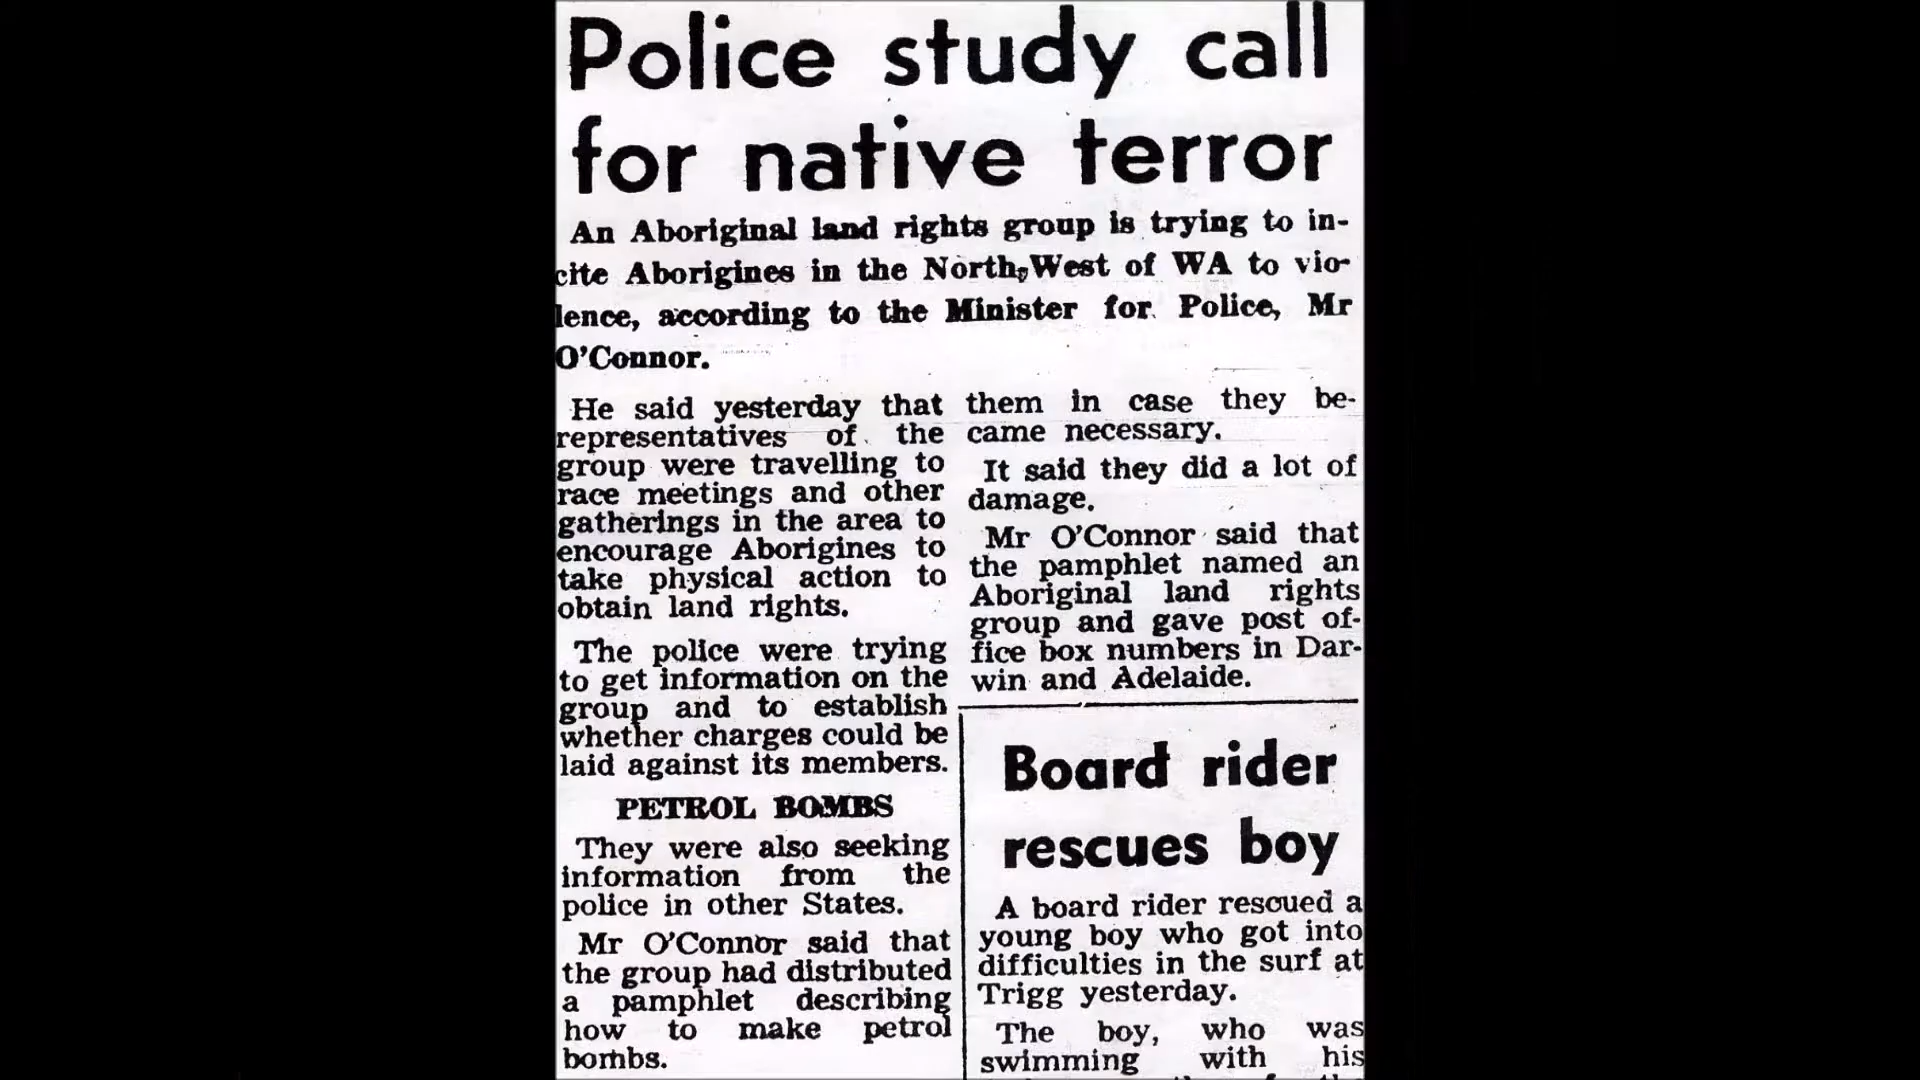 Police study call
for native terror
An Aboriginal land rights group is trying to in-
cite Aborigines in the North-West of WA to vio-
lence, according to the Minister for Police, Mr
O'Connor.
He said yesterday that
representatives of the
group were travelling to
race meetings and other
gatherings in the area to
encourage Aborigines to
take physical action to
obtain land rights.
The police were trying
to get information on the
group and to establish
whether charges could be
laid against its members.
PETROL BOMBS
They were also seeking
information from the
police in other States.
Mr O'Connor said that
the group had distributed
a pamphlet describing
how to make petrol
bombs.
them in case they be-
came necessary.
It said they did a lot of
damage.
Mr O'Connor said that
the pamphlet named an
Aboriginal land rights
group and gave post of-
fice box numbers in Dar-
win and Adelaide.
Board rider
rescues boy
A board rider rescued a
young boy who got into
difficulties in the surf at
Trigg yesterday.
The boy, who was
swimming with his